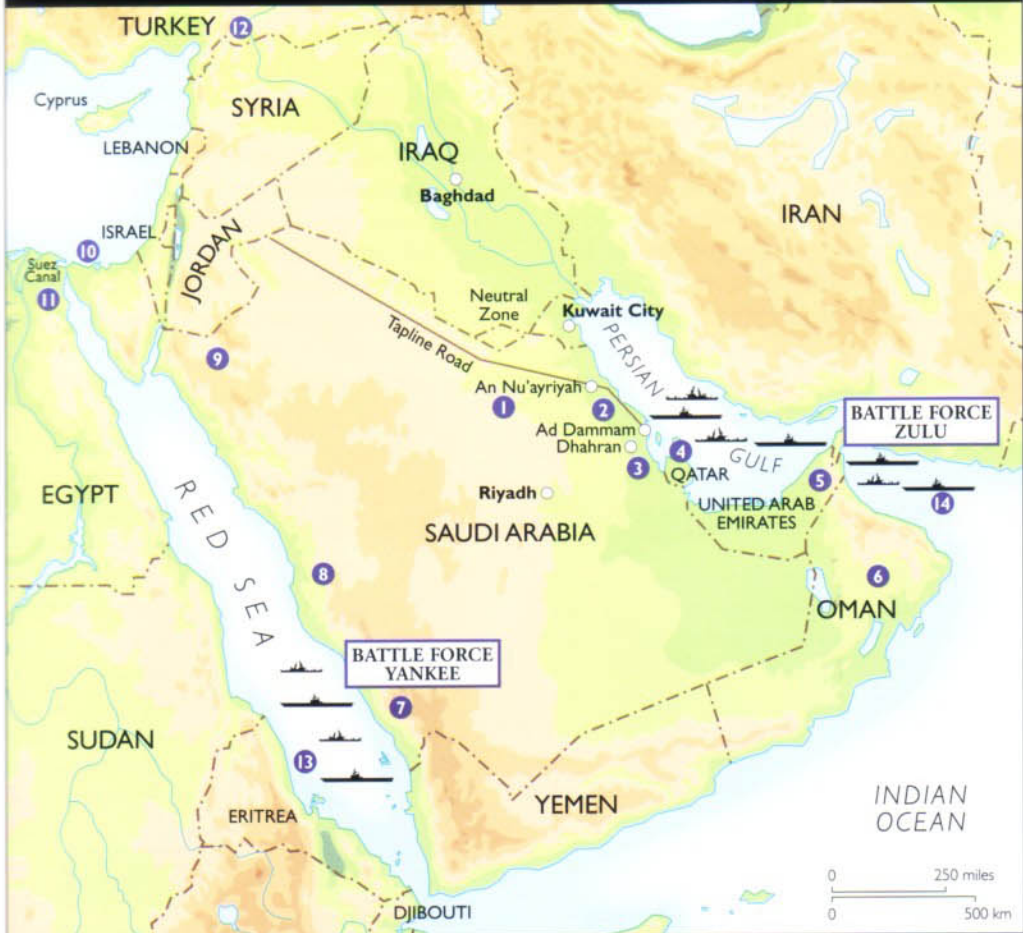 TURKEY 12
Cyprus
SYRIA
LEBANON
IRAQ
Baghdad
IRAN
ISRAEL
10
JORDAN
Suez
Canal
11
Neutral
Zone
Kuwait City
9
Tapline Road
PERSIAN
GULF
An Nu'ayriyah
1
2
Ad Dammam
Dhahran
3
4
QATAR
BATTLE FORCE
ZULU
5
14
EGYPT
RED SEA
Riyadh
UNITED ARAB
EMIRATES
SAUDI ARABIA
8
6
OMAN
BATTLE FORCE
YANKEE
7
SUDAN
13
ERITREA
YEMEN
INDIAN
OCEAN
0 250 miles
0 500 km
DJIBOUTI